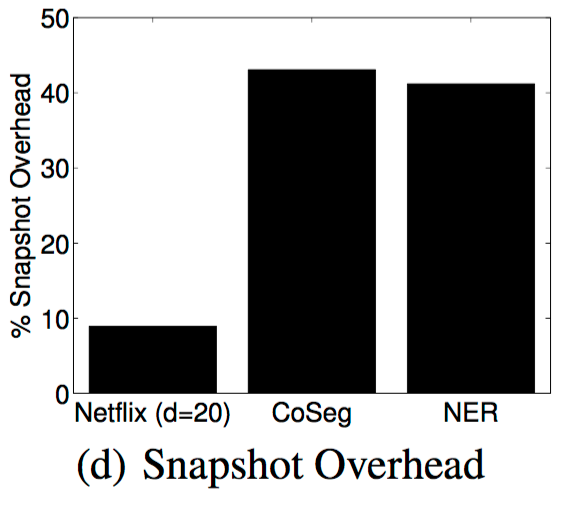 50
40
30
20
10
0
% Snapshot Overhead
Netflix (d=20) CoSeg NER
(d) Snapshot Overhead